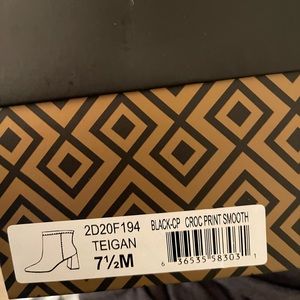 2D20F194
TEIGAN
7½M
BLACK-CP CROC PRINT SMOOTH
6 36535 58303 1